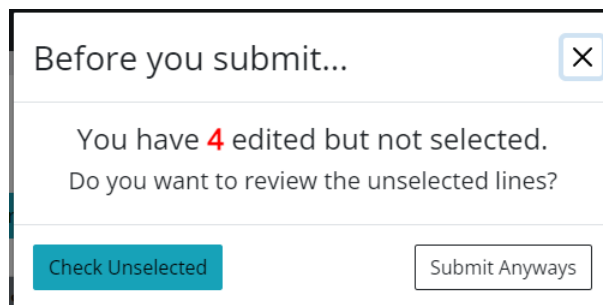 Before you submit...
You have 4 edited but not selected.
Do you want to review the unselected lines?
Check Unselected
Submit Anyways